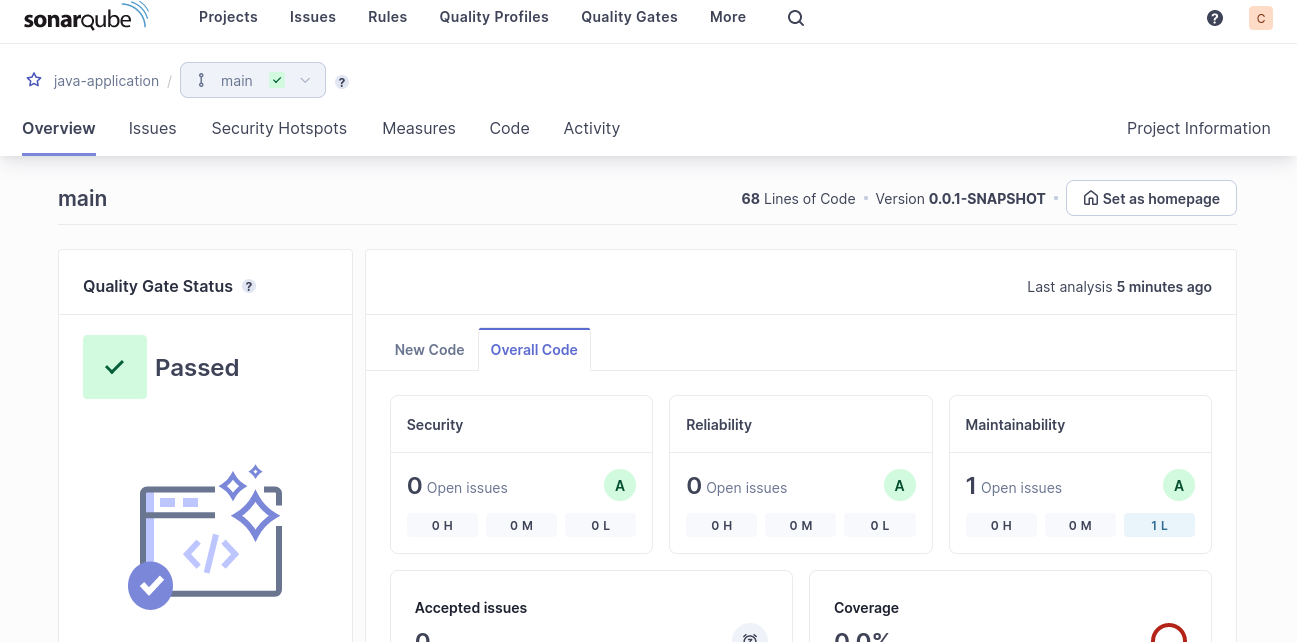 sonarqube Projects Issues Rules Quality Profiles Quality Gates More ? C
java-application / main ?
Overview Issues Security Hotspots Measures Code Activity Project Information
main 68 Lines of Code • Version 0.0.1-SNAPSHOT • Set as homepage
Quality Gate Status ?
Last analysis 5 minutes ago
Passed
New Code Overall Code
Security Reliability Maintainability
0 Open issues A 0 Open issues A 1 Open issues A
0 H 0 M 0 L 0 H 0 M 0 L 0 H 0 M 1 L
</>
Accepted issues Coverage
0 0.0%